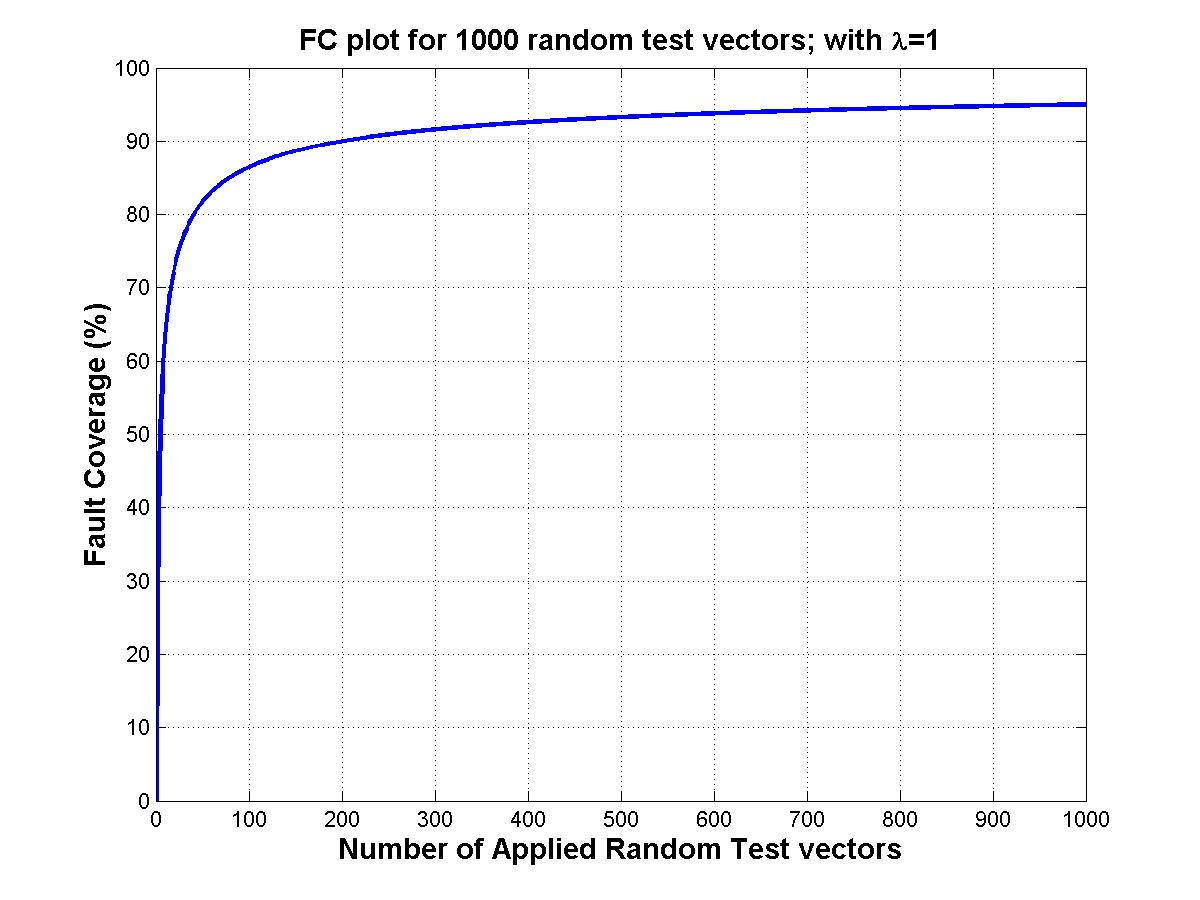 FC plot for 1000 random test vectors; with λ=1
100
90
80
70
60
50
40
30
20
10
0
Fault Coverage (%)
0 100 200 300 400 500 600 700 800 900 1000
Number of Applied Random Test vectors